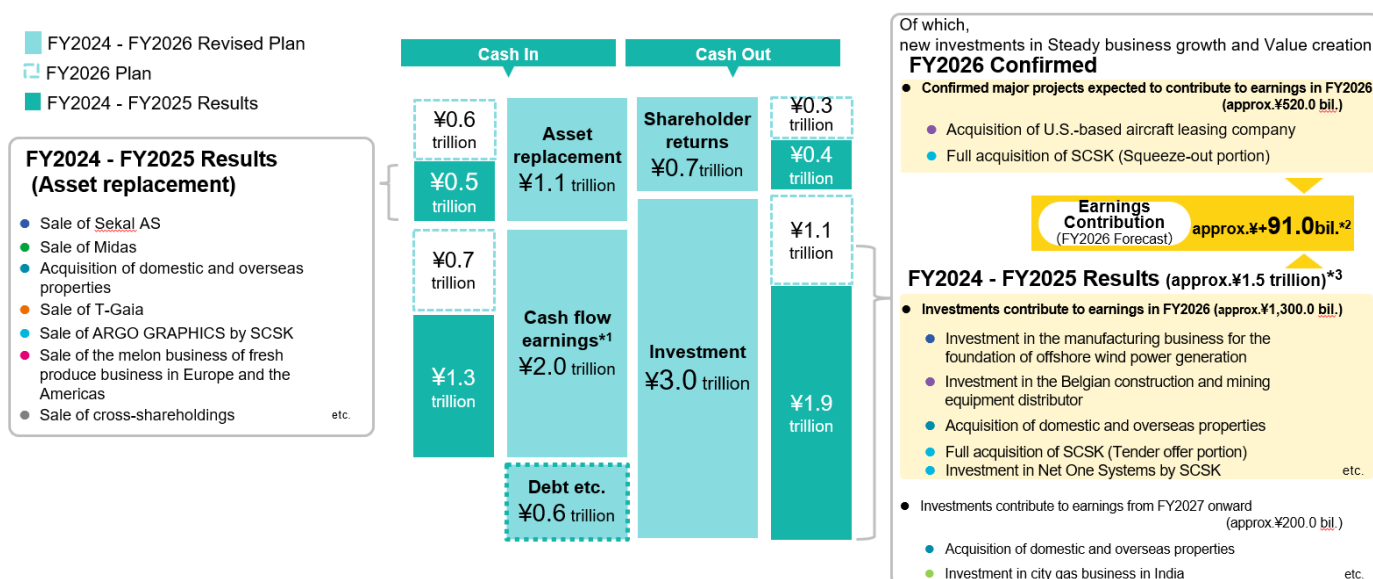 FY2024 - FY2026 Revised Plan
FY2026 Plan
FY2024 - FY2025 Results
FY2024 - FY2025 Results
(Asset replacement)
Sale of Sekal AS
Sale of Midas
Acquisition of domestic and overseas
properties
Sale of T-Gaia
Sale of ARGO GRAPHICS by SCSK
Sale of the melon business of fresh
produce business in Europe and the
Americas
Sale of cross-shareholdings
etc.
Cash In
Cash Out
¥0.6
trillion
¥0.5
trillion
¥0.7
trillion
¥1.3
trillion
Asset
replacement
¥1.1 trillion
Cash flow
earnings*1
¥2.0 trillion
Debt etc.
¥0.6 trillion
Shareholder
returns
¥0.7trillion
Investment
¥3.0 trillion
¥0.3
trillion
¥0.4
trillion
¥1.1
trillion
¥1.9
trillion
Of which,
new investments in Steady business growth and Value creation
FY2026 Confirmed
Confirmed major projects expected to contribute to earnings in FY2026
(approx.¥520.0 bil.)
Acquisition of U.S.-based aircraft leasing company
Full acquisition of SCSK (Squeeze-out portion)
Earnings
Contribution
(FY2026 Forecast)
approx.¥+91.0bil.*2
FY2024 - FY2025 Results (approx.¥1.5 trillion)*3
Investments contribute to earnings in FY2026 (approx.¥1,300.0 bil.)
Investment in the manufacturing business for the
foundation of offshore wind power generation
Investment in the Belgian construction and mining
equipment distributor
Acquisition of domestic and overseas properties
Full acquisition of SCSK (Tender offer portion)
Investment in Net One Systems by SCSK
etc.
Investments contribute to earnings from FY2027 onward
(approx.¥200.0 bil.)
Acquisition of domestic and overseas properties
Investment in city gas business in India
etc.